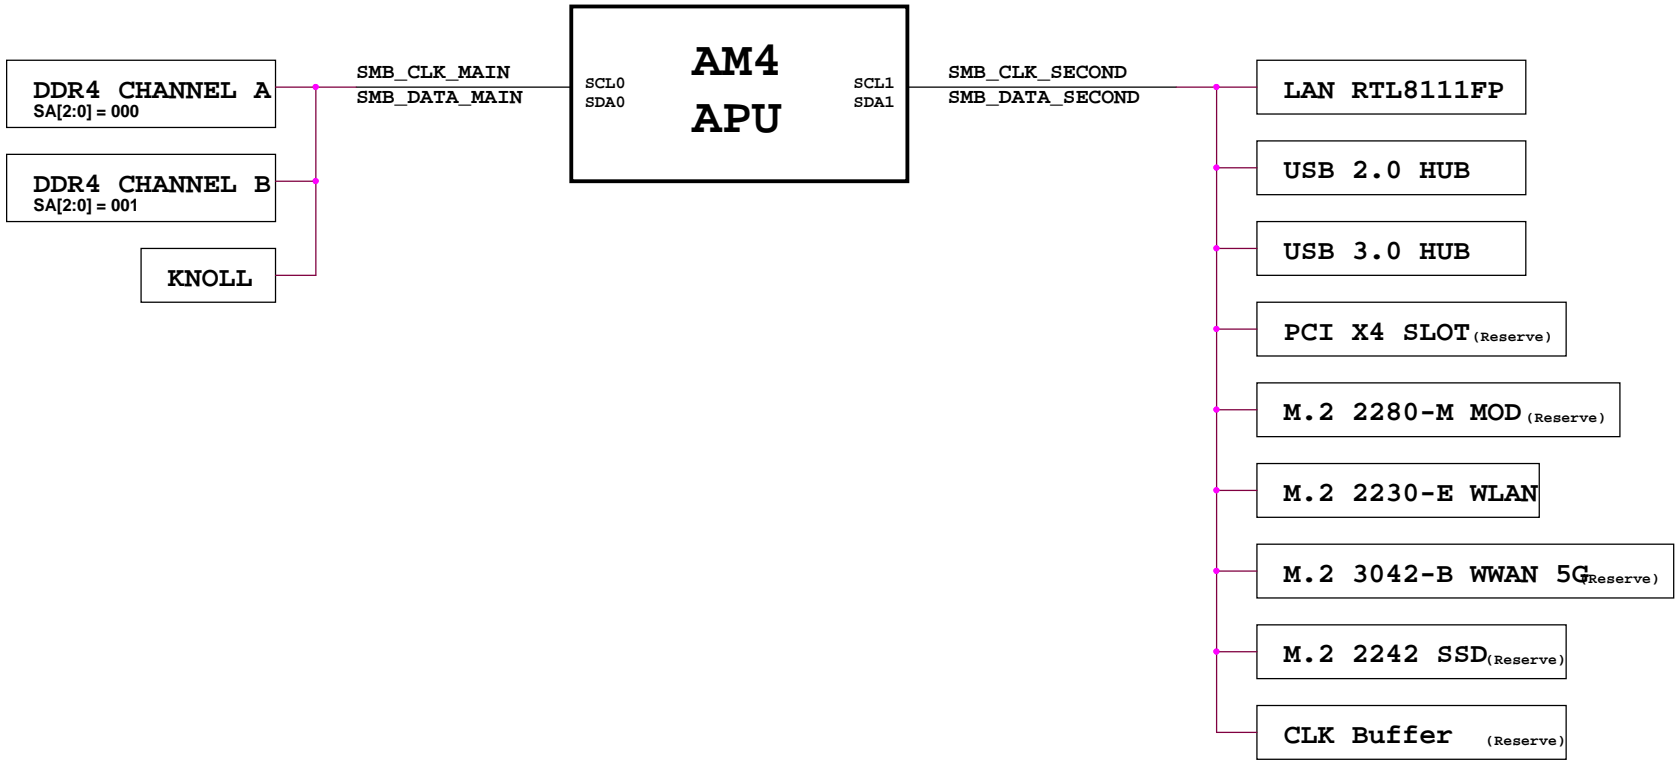 DDR4 CHANNEL A
SA[2:0] = 000
DDR4 CHANNEL B
SA[2:0] = 001
KNOLL
SMB_CLK_MAIN
SMB_DATA_MAIN
SCL0
SDA0
AM4
APU
SCL1
SDA1
SMB_CLK_SECOND
SMB_DATA_SECOND
LAN RTL8111FP
USB 2.0 HUB
USB 3.0 HUB
PCI X4 SLOT (Reserve)
M.2 2280-M MOD (Reserve)
M.2 2230-E WLAN
M.2 3042-B WWAN 5G (Reserve)
M.2 2242 SSD (Reserve)
CLK Buffer (Reserve)